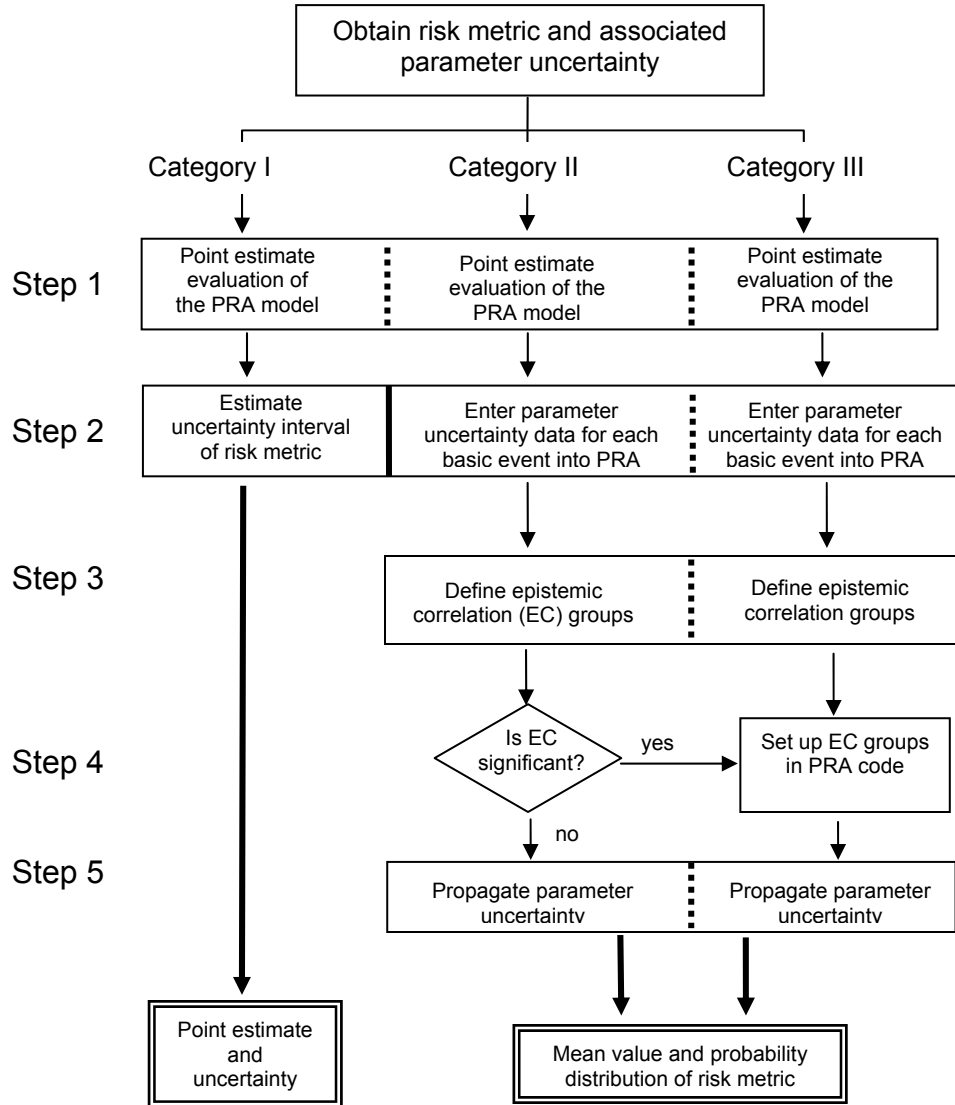 Obtain risk metric and associated
parameter uncertainty
Category I
Category II
Category III
Step 1
Point estimate
evaluation of
the PRA model
Point estimate
evaluation of the
PRA model
Point estimate
evaluation of the
PRA model
Step 2
Estimate
uncertainty interval
of risk metric
Enter parameter
uncertainty data for each
basic event into PRA
Enter parameter
uncertainty data for each
basic event into PRA
Step 3
Define epistemic
correlation (EC) groups
Define epistemic
correlation groups
Step 4
Is EC
significant?
yes
Set up EC groups
in PRA code
no
Step 5
Propagate parameter
uncertainty
Propagate parameter
uncertainty
Point estimate
and
uncertainty
Mean value and probability
distribution of risk metric